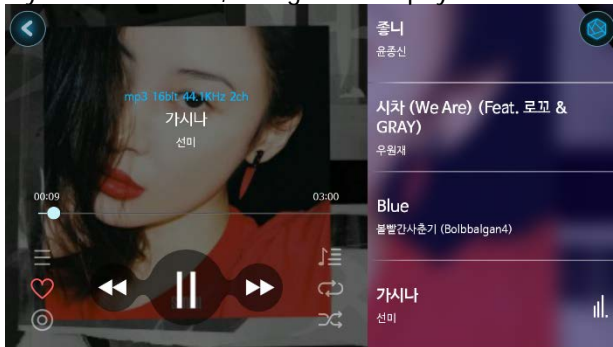 mp3 16bit 44.1KHz 2ch
가시나
선미
00:09
03:00
좋니
윤종신
시차 (We Are) (Feat. 로꼬 &
GRAY)
우원재
Blue
볼빨간사춘기 (Bolbbalgan4)
가시나
선미